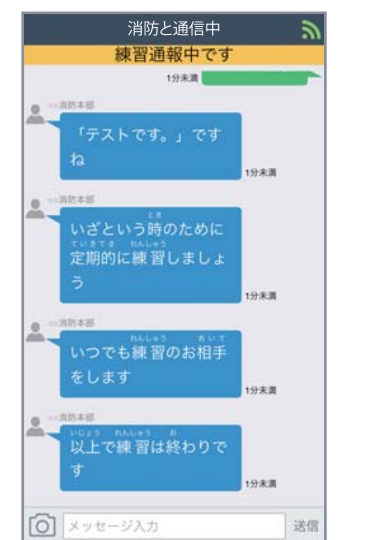 消防と通信中
練習通報中です
1分未満
○○消防本部
「テストです。」です
ね
1分未満
○○消防本部
とき
いざという時のために
ていきてき れんしゅう
定期的に練習しましょ
う
1分未満
○○消防本部
れんしゅう あいて
いつでも練習のお相手
をします
1分未満
○○消防本部
いじょう れんしゅう お
以上で練習は終わりで
す
1分未満
メッセージ入力 送信